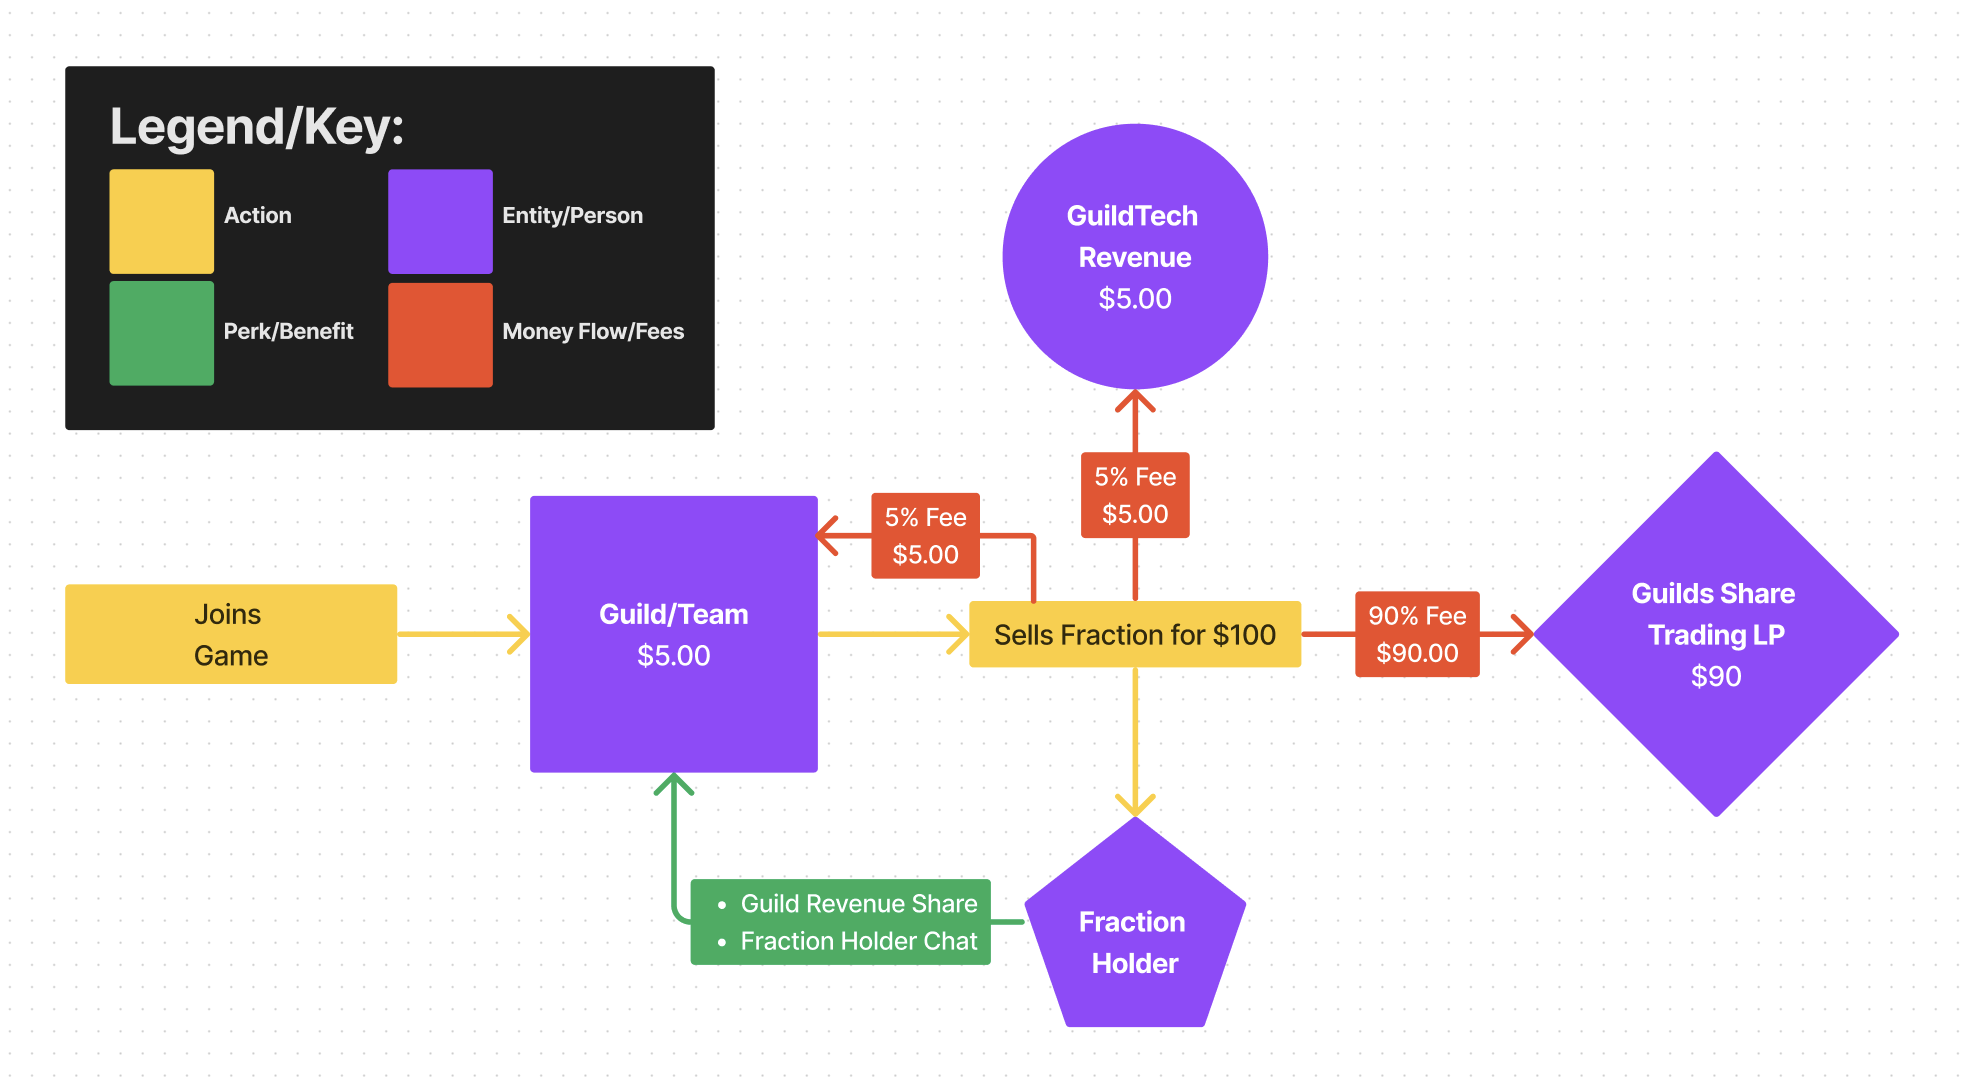 Legend/Key:
Action
Entity/Person
Perk/Benefit
Money Flow/Fees
GuildTech
Revenue
$5.00
5% Fee
$5.00
5% Fee
$5.00
Joins
Game
Guild/Team
$5.00
Sells Fraction for $100
90% Fee
$90.00
Guilds Share
Trading LP
$90
• Guild Revenue Share
• Fraction Holder Chat
Fraction
Holder